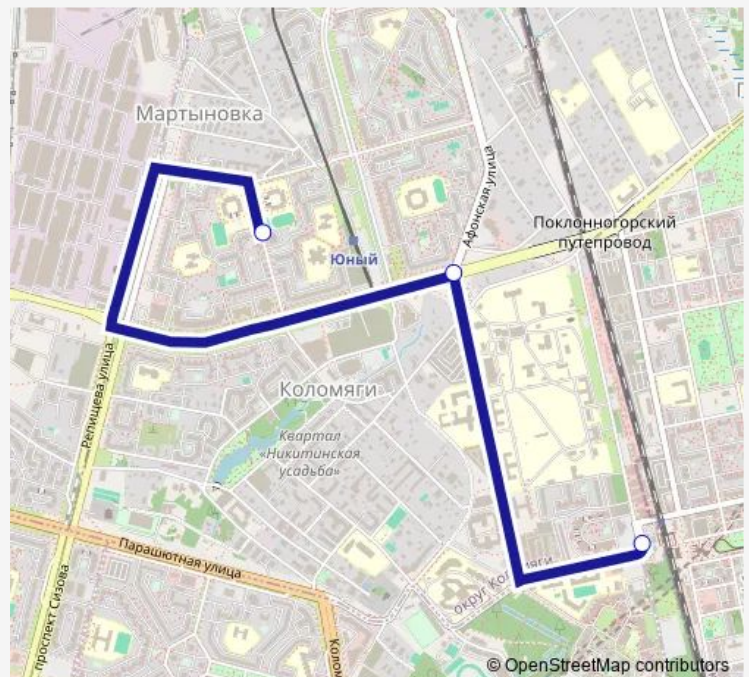 Мартыновка
Афонская улица
Поклонногорский
путепровод
Юный
Репищева улица
Коломяги
Квартал
«Никитинская
усадьба»
Парашютная улица
округ Коломяги
проспект Сизова
Колом
© OpenStreetMap contributors